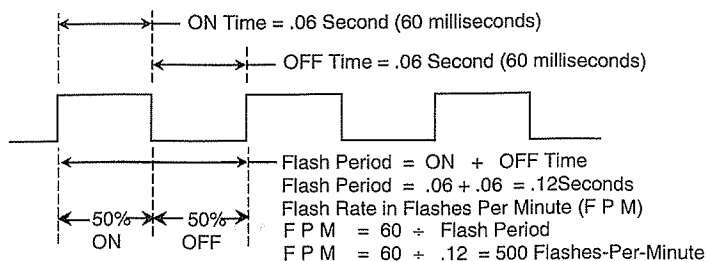 ON Time = .06 Second (60 milliseconds)
OFF Time = .06 Second (60 milliseconds)
Flash Period = ON + OFF Time
Flash Period = .06 + .06 = .12Seconds
Flash Rate in Flashes Per Minute (F P M)
50% 50% F P M = 60 ÷ Flash Period
ON OFF F P M = 60 ÷ .12 = 500 Flashes-Per-Minute